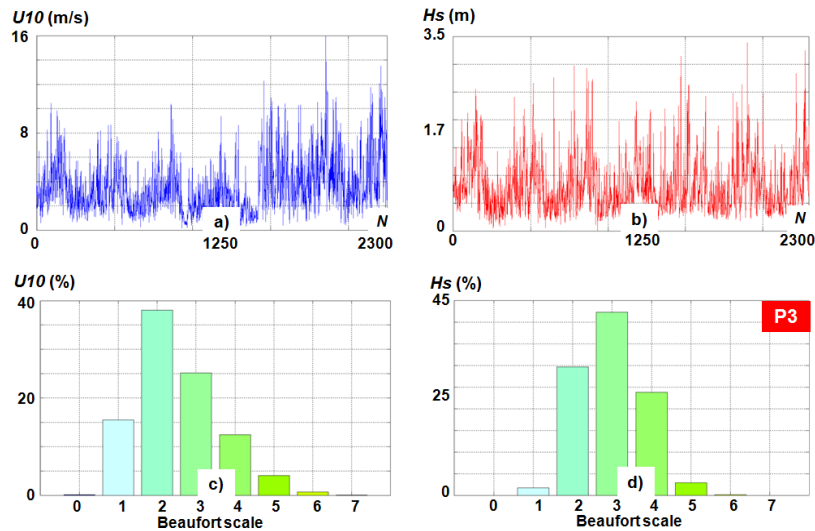 U10 (m/s)
16
8
0
a)
N
0 1250 2300
Hs (m)
3.5
1.7
0
b)
N
0 1250 2300
U10 (%)
40
20
0
c)
0 1 2 3 4 5 6 7
Beaufort scale
Hs (%)
P3
45
25
0
d)
0 1 2 3 4 5 6 7
Beaufort scale